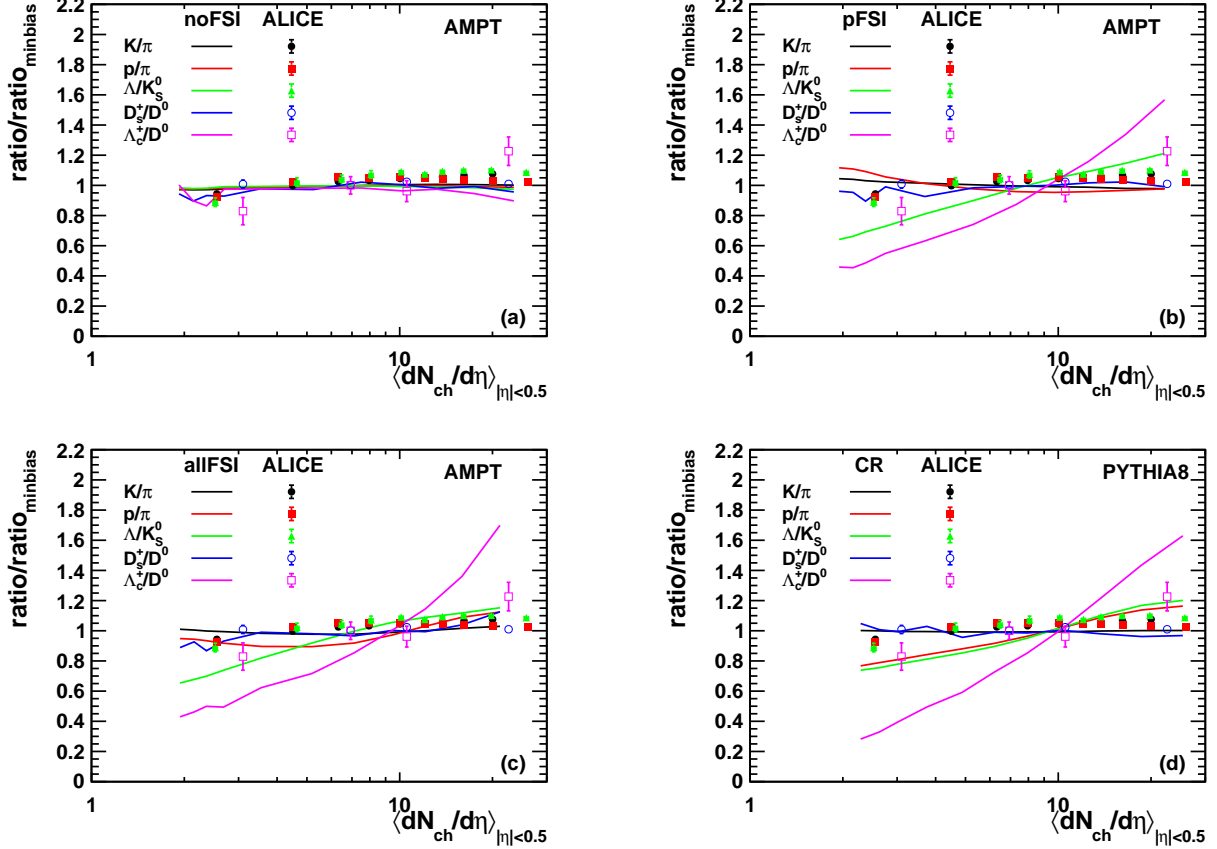 ratio/ratio_minbias
noFSI ALICE AMPT
K/π
p/π
Λ/K_S^0
D_s^+/D^0
Λ_c^+/D^0
2.2
2
1.8
1.6
1.4
1.2
1
0.8
0.6
0.4
0.2
0
(a)
1 10
⟨dN_ch/dη⟩_|η|<0.5
ratio/ratio_minbias
pFSI ALICE AMPT
K/π
p/π
Λ/K_S^0
D_s^+/D^0
Λ_c^+/D^0
2.2
2
1.8
1.6
1.4
1.2
1
0.8
0.6
0.4
0.2
0
(b)
1 10
⟨dN_ch/dη⟩_|η|<0.5
ratio/ratio_minbias
allFSI ALICE AMPT
K/π
p/π
Λ/K_S^0
D_s^+/D^0
Λ_c^+/D^0
2.2
2
1.8
1.6
1.4
1.2
1
0.8
0.6
0.4
0.2
0
(c)
1 10
⟨dN_ch/dη⟩_|η|<0.5
ratio/ratio_minbias
CR ALICE PYTHIA8
K/π
p/π
Λ/K_S^0
D_s^+/D^0
Λ_c^+/D^0
2.2
2
1.8
1.6
1.4
1.2
1
0.8
0.6
0.4
0.2
0
(d)
1 10
⟨dN_ch/dη⟩_|η|<0.5